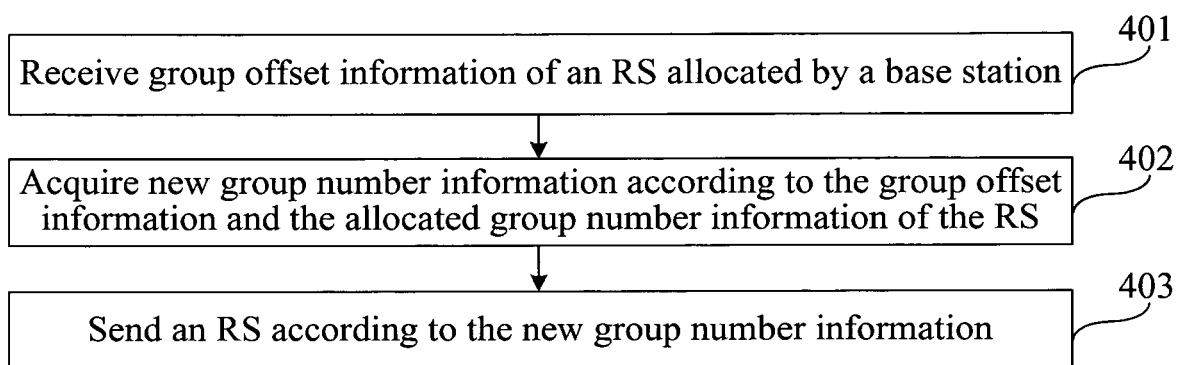 401
Receive group offset information of an RS allocated by a base station
402
Acquire new group number information according to the group offset
information and the allocated group number information of the RS
403
Send an RS according to the new group number information